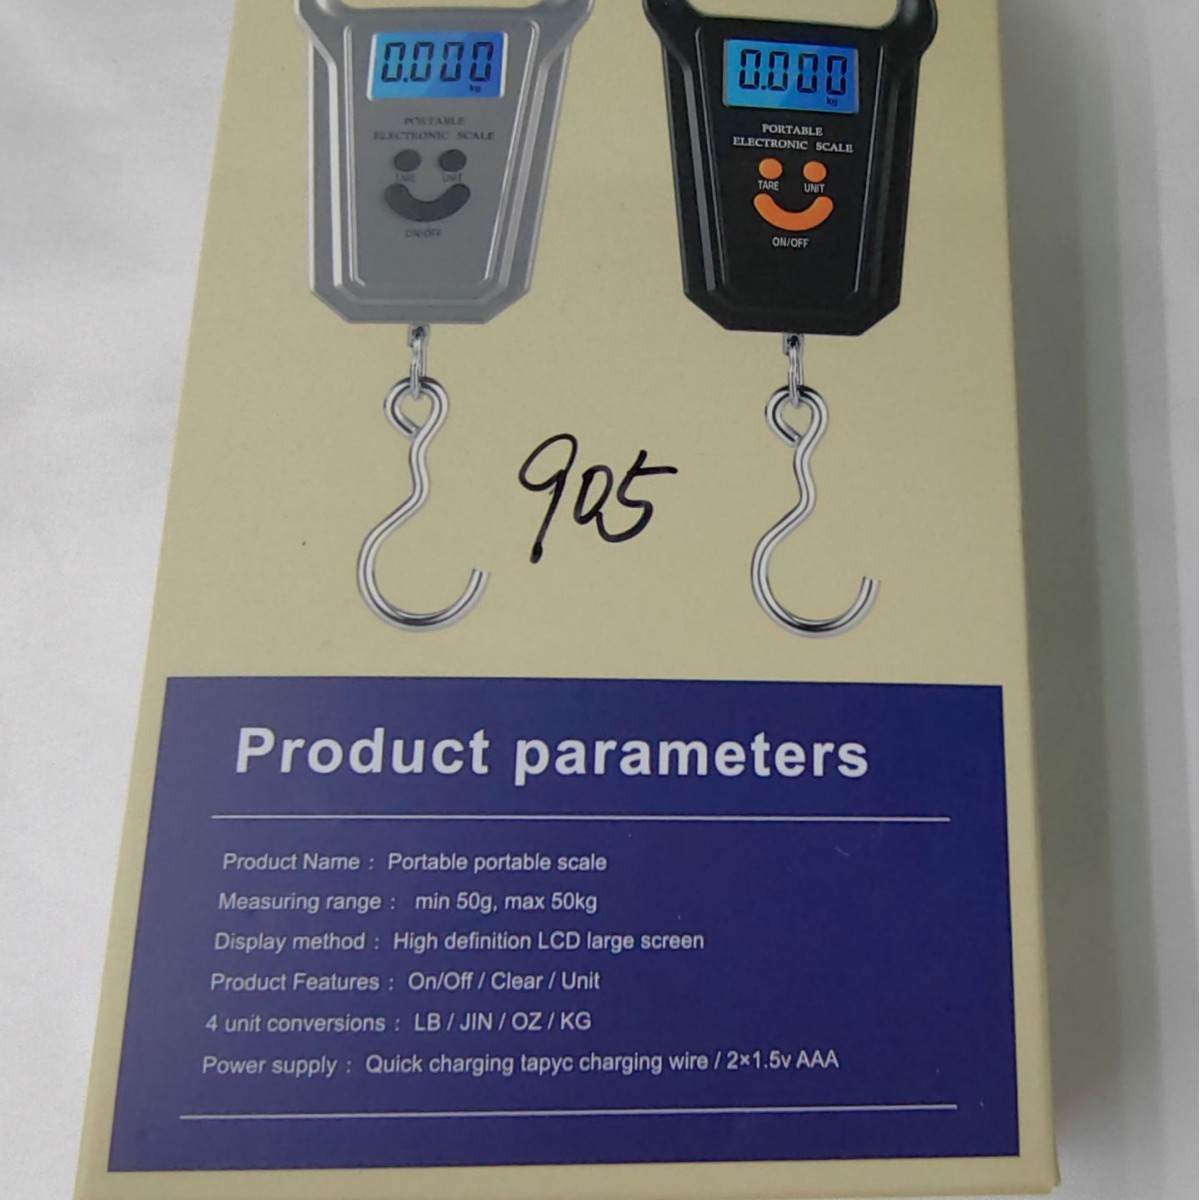 0.000
kg
PORTABLE
ELECTRONIC SCALE
TARE UNIT
ON/OFF
0.000
kg
PORTABLE
ELECTRONIC SCALE
TARE UNIT
ON/OFF
905
Product parameters
Product Name : Portable portable scale
Measuring range : min 50g, max 50kg
Display method : High definition LCD large screen
Product Features : On/Off / Clear / Unit
4 unit conversions : LB / JIN / OZ / KG
Power supply : Quick charging tapyc charging wire / 2×1.5v AAA